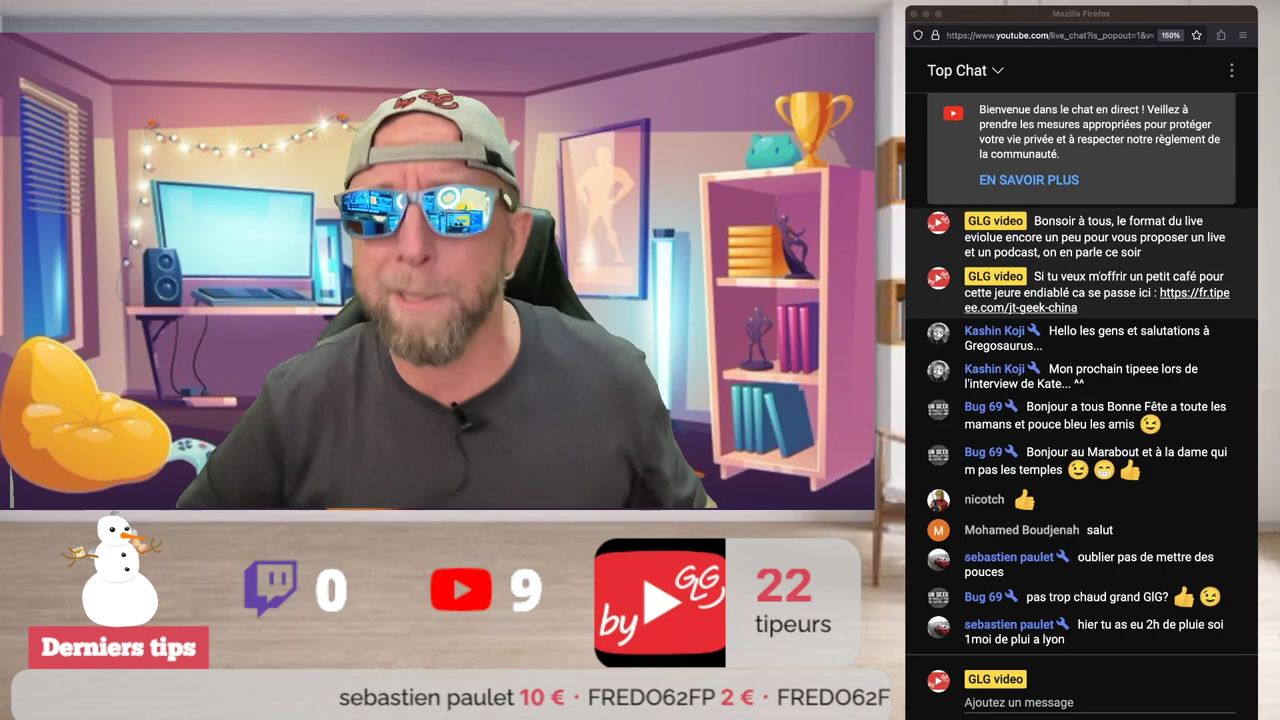 Mozilla Firefox
https://www.youtube.com/live_chat?is_popout=1&v=
150%
Top Chat
Bienvenue dans le chat en direct ! Veillez à
prendre les mesures appropriées pour protéger
votre vie privée et à respecter notre règlement de
la communauté.
EN SAVOIR PLUS
GLG video Bonsoir à tous, le format du live
eviolue encore un peu pour vous proposer un live
et un podcast, on en parle ce soir
GLG video Si tu veux m'offrir un petit café pour
cette jeure endiablé ca se passe ici : https://fr.tipe
ee.com/jt-geek-china
Kashin Koji Hello les gens et salutations à
Gregosaurus...
Kashin Koji Mon prochain tipeee lors de
l'interview de Kate... ^^
Bug 69 Bonjour a tous Bonne Fête a toute les
mamans et pouce bleu les amis 😉
Bug 69 Bonjour au Marabout et à la dame qui
m pas les temples 😉 😁 👍
nicotch 👍
M Mohamed Boudjenah salut
sebastien paulet oublier pas de mettre des
pouces
Bug 69 pas trop chaud grand GlG? 👍 😉
sebastien paulet hier tu as eu 2h de pluie soi
1moi de plui a lyon
GLG video
Ajoutez un message
by GLG
0
9
by GLG
22
tipeurs
Derniers tips
sebastien paulet 10 € · FREDO62FP 2 € · FREDO62F